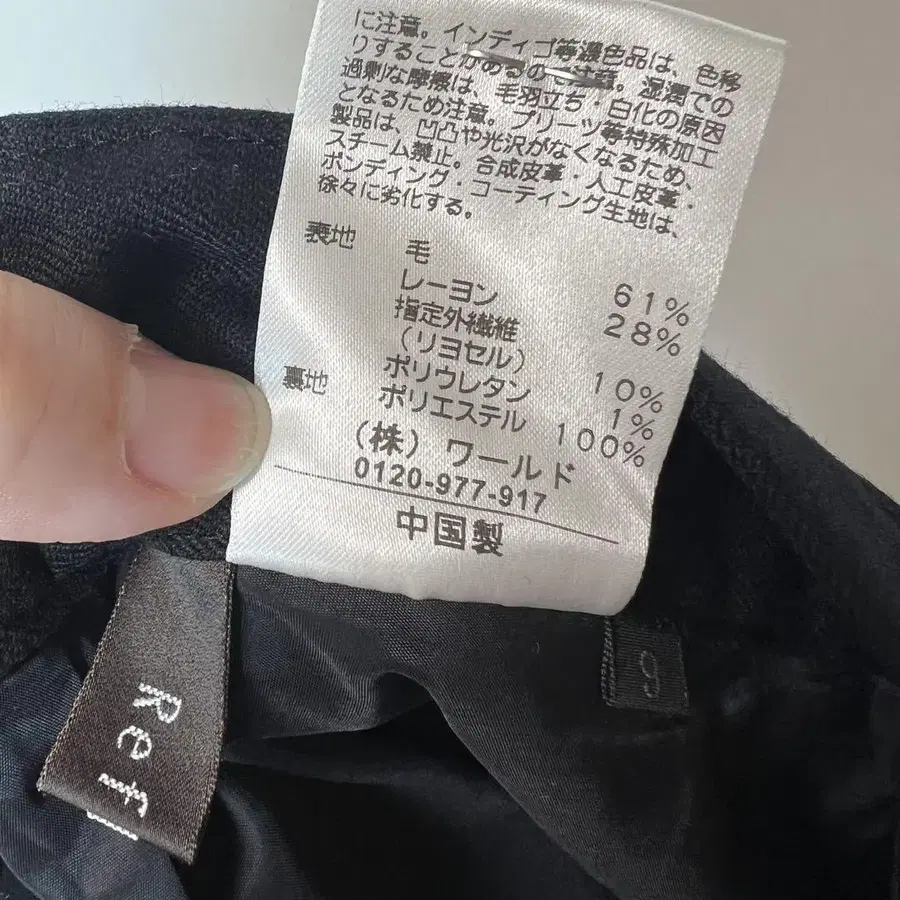 に注意。インディゴ等濃色品は、色移
りすることがあるので注意。湿潤での
過剰な摩擦は、毛羽立ち・白化の原因
となるため注意。プリーツ等特殊加工
製品は、凹凸や光沢がなくなるため、
スチーム禁止。合成皮革・人工皮革・
ボンディング・コーティング生地は、
徐々に劣化する。
表地 毛 61%
レーヨン 28%
指定外繊維
(リヨセル) 10%
ポリウレタン 1%
裏地 ポリエステル 100%
(株)ワールド
0120-977-917
中国製
Ref
9